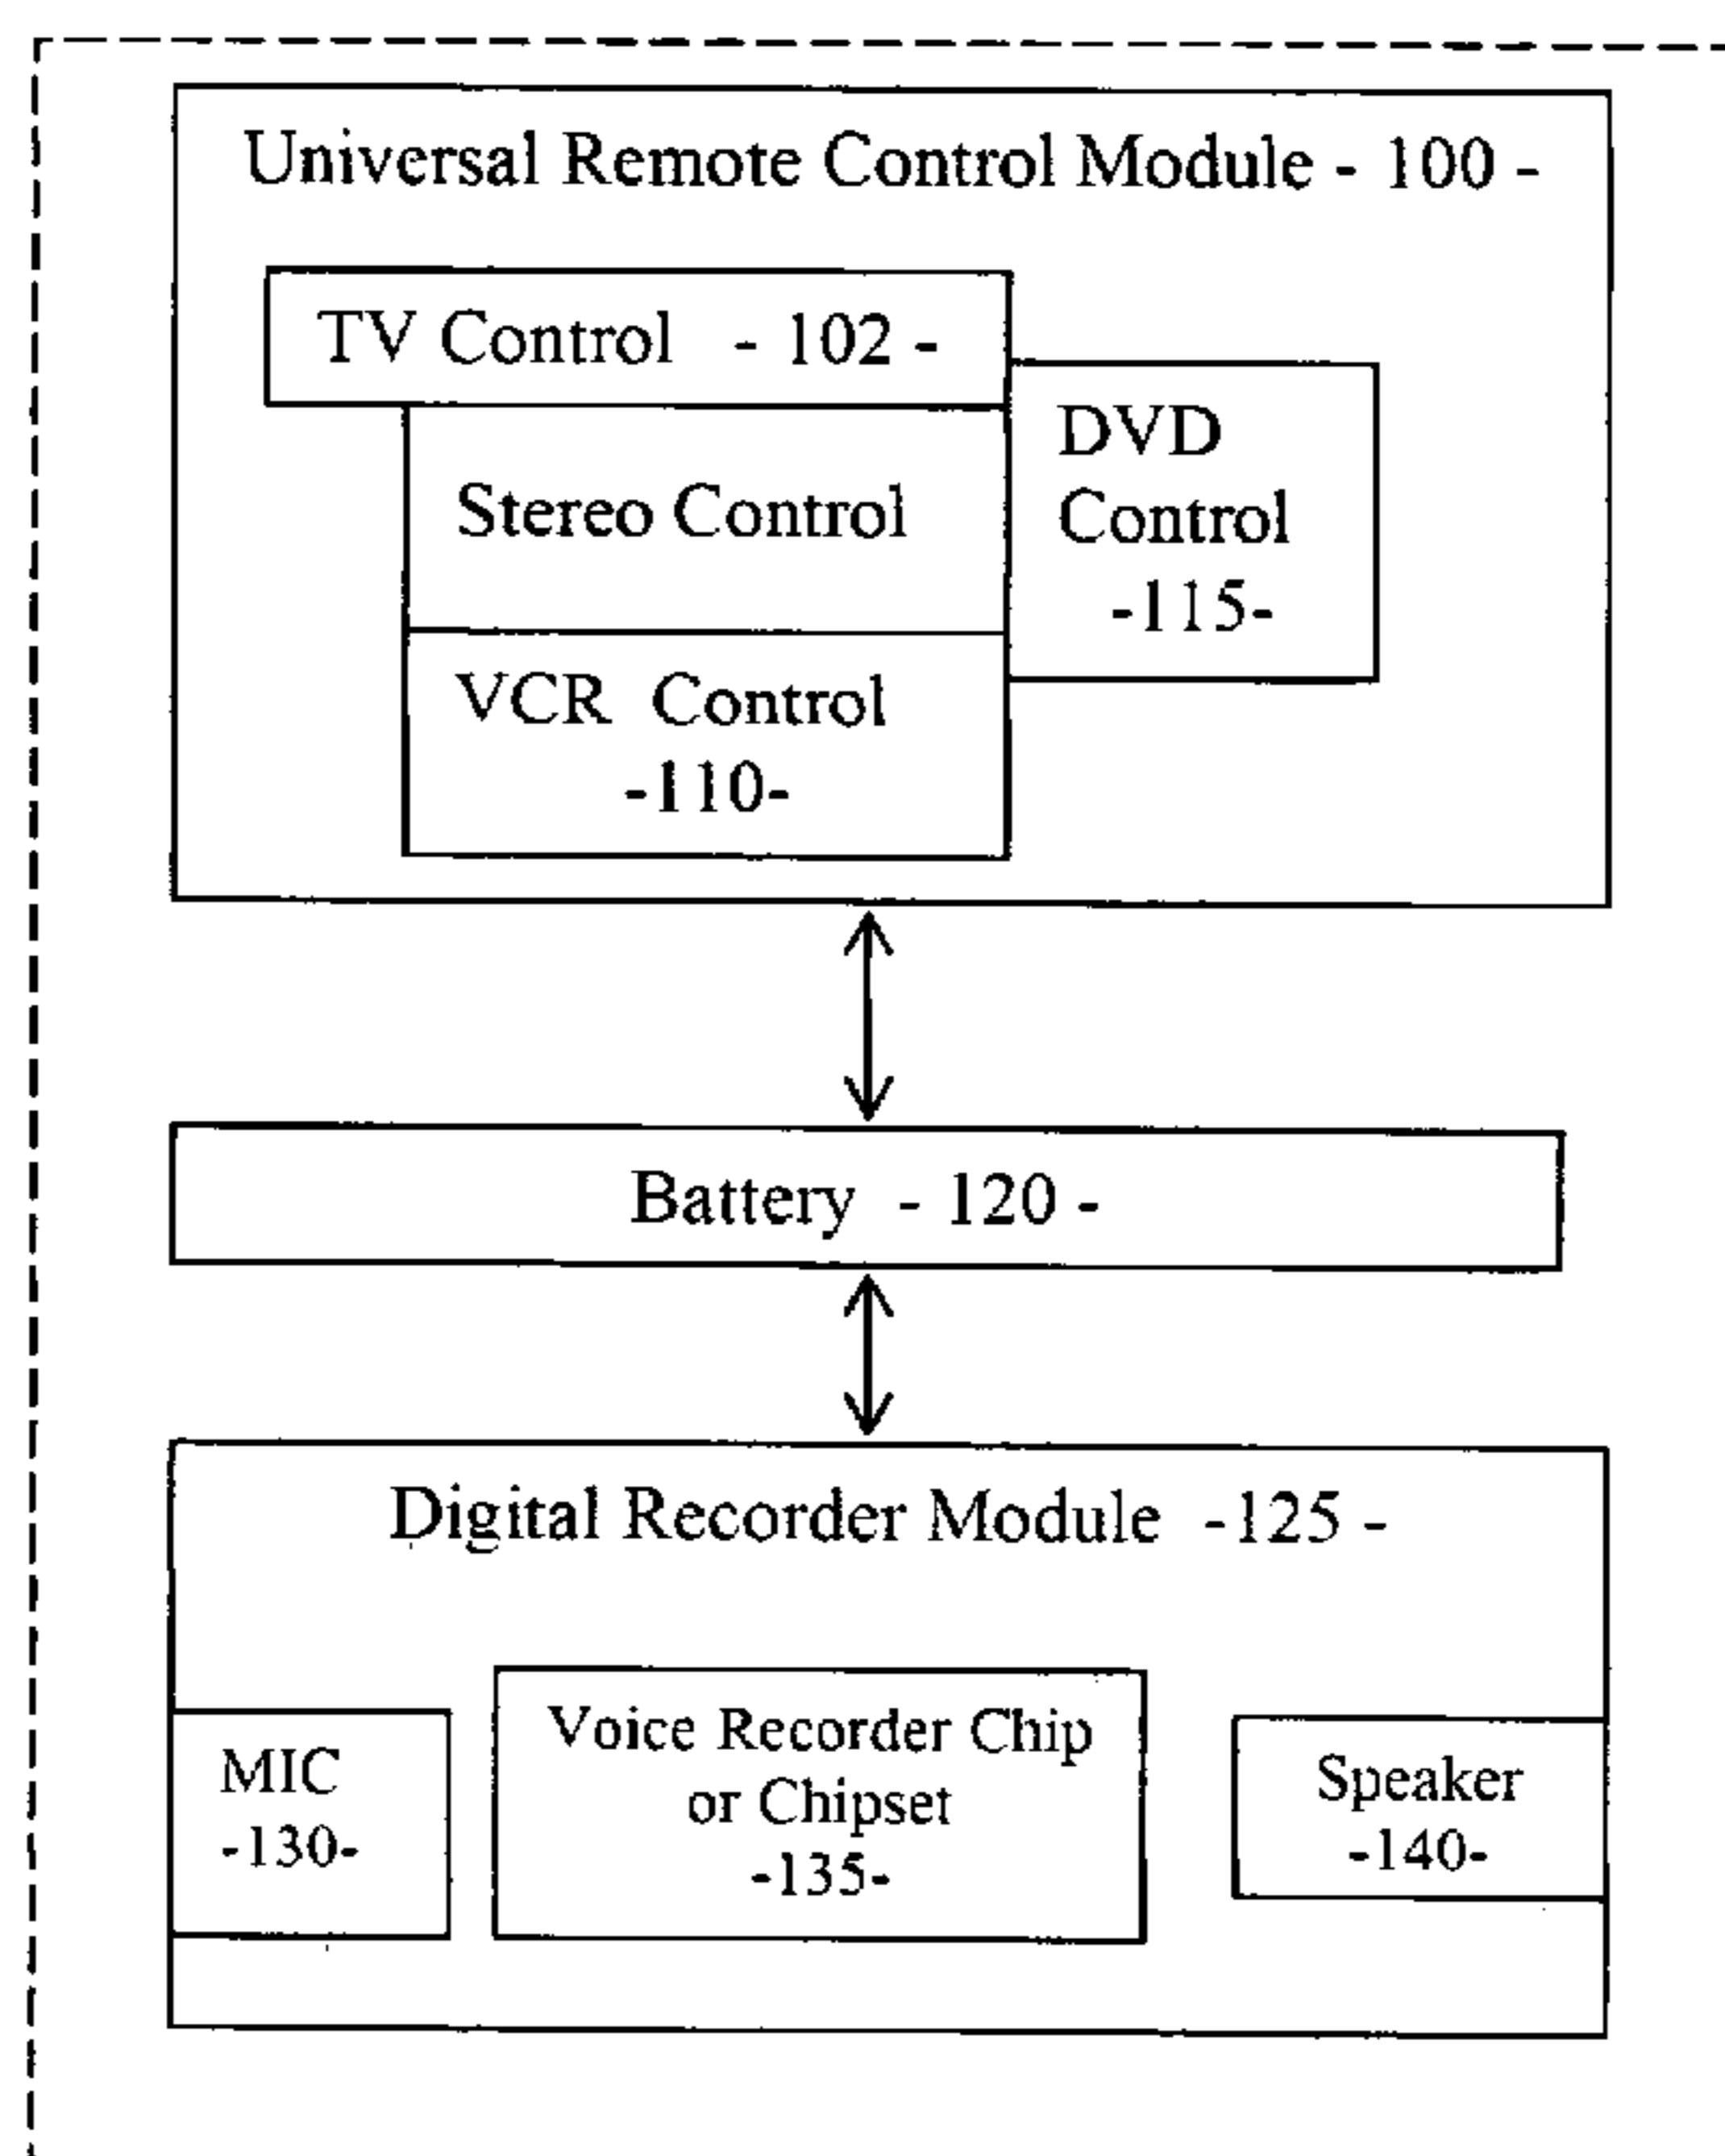 Universal Remote Control Module - 100 -
TV Control - 102 -
DVD
Control
-115-
Stereo Control
VCR Control
-110-
Battery - 120 -
Digital Recorder Module -125 -
MIC
-130-
Voice Recorder Chip
or Chipset
-135-
Speaker
-140-